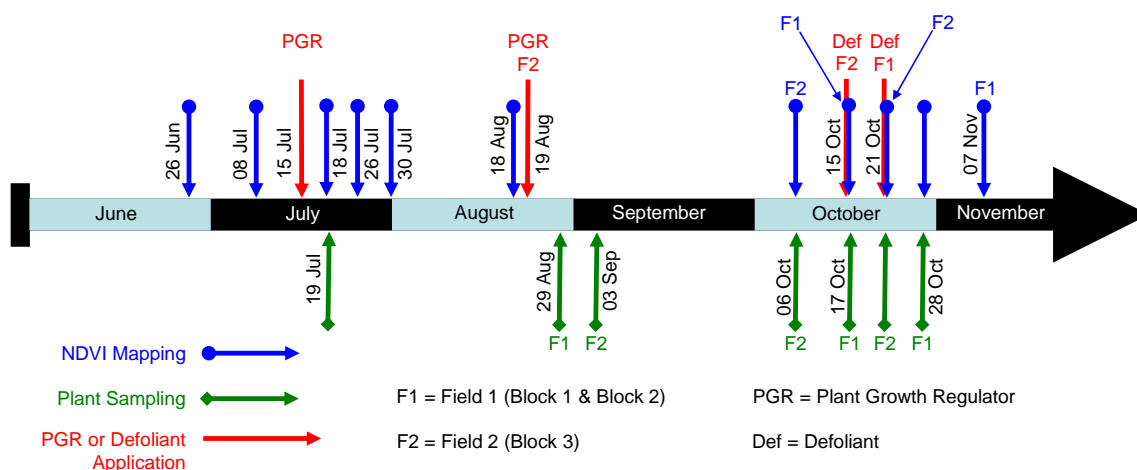 F1
F2
PGR
PGR
F2
Def
F2
Def
F1
F2
F1
26 Jun
08 Jul
15 Jul
18 Jul
26 Jul
30 Jul
18 Aug
19 Aug
15 Oct
21 Oct
07 Nov
June
July
August
September
October
November
19 Jul
29 Aug
03 Sep
06 Oct
17 Oct
28 Oct
F1
F2
F2
F1
F2
F1
NDVI Mapping
Plant Sampling
F1 = Field 1 (Block 1 & Block 2)
PGR = Plant Growth Regulator
PGR or Defoliant
Application
F2 = Field 2 (Block 3)
Def = Defoliant